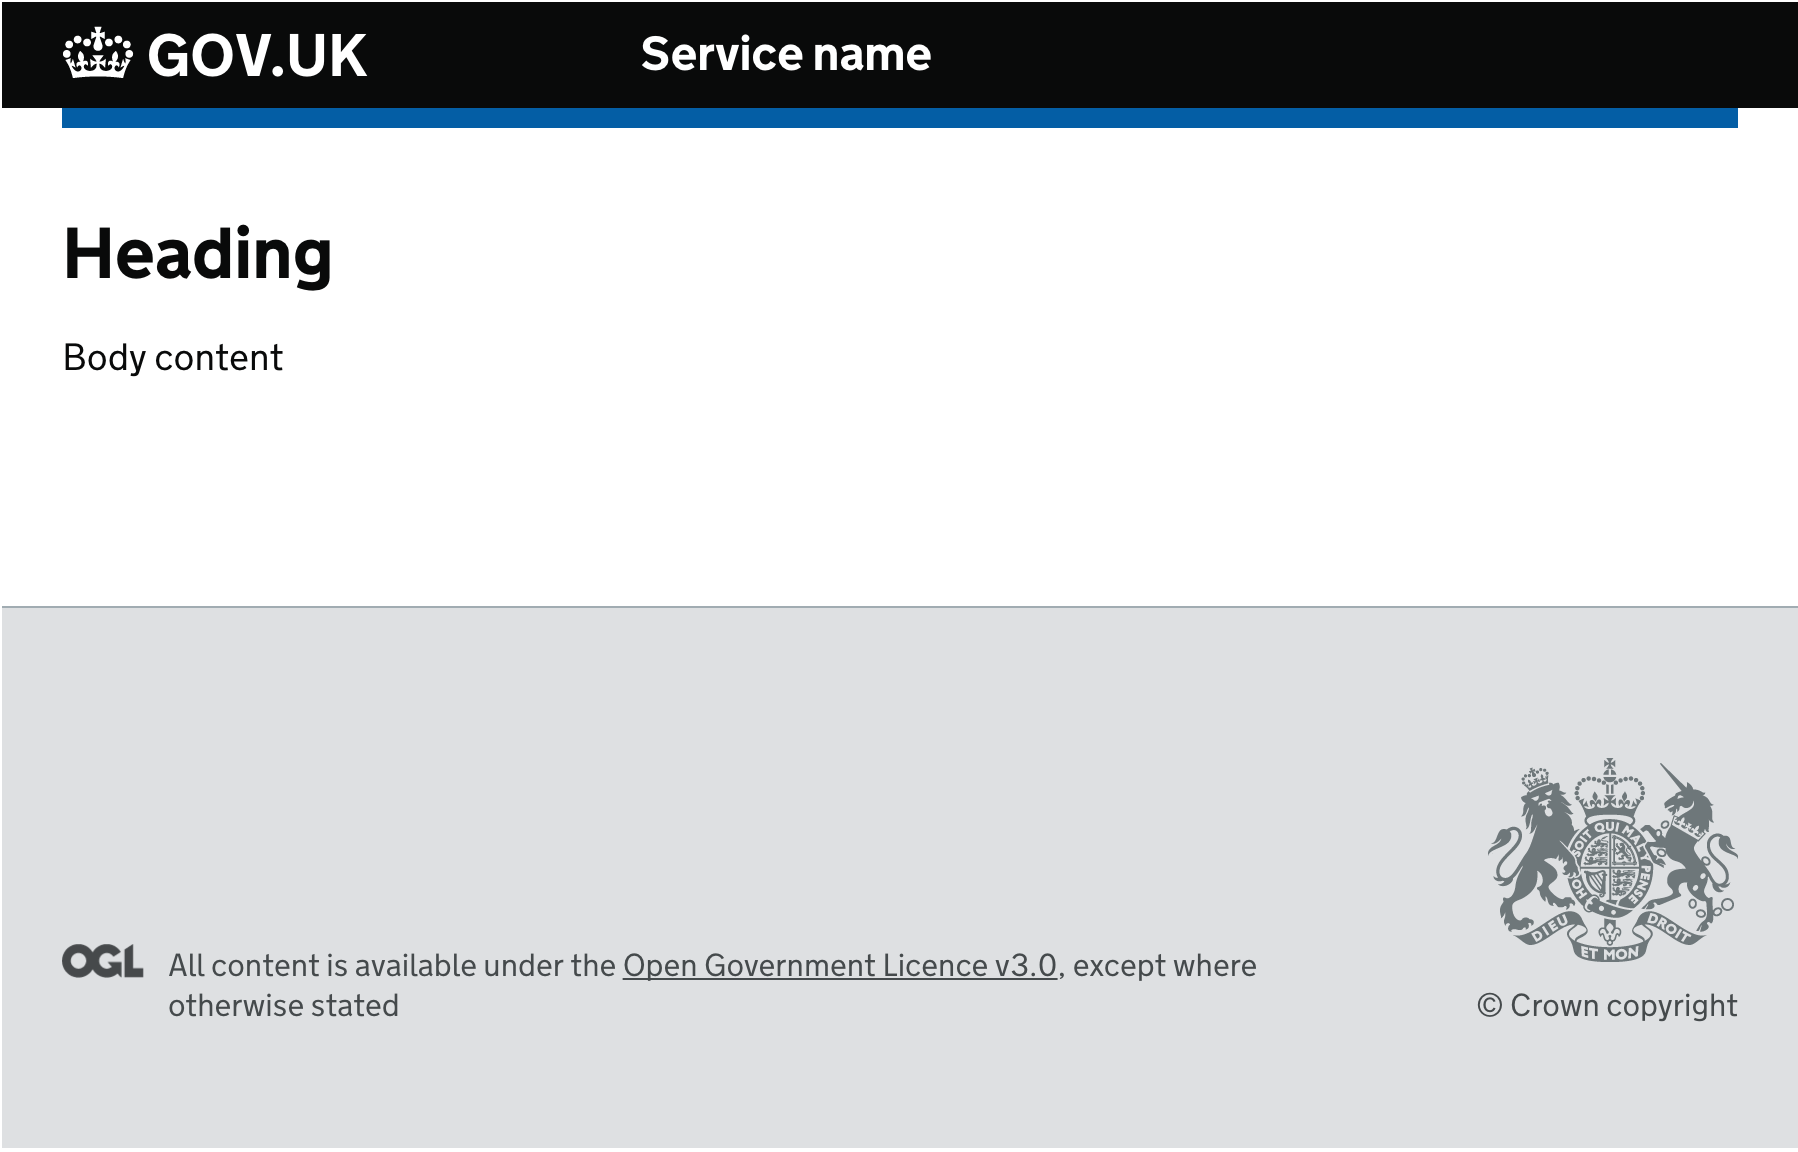 GOV.UK
Service name
Heading
Body content
HONI SOIT QUI MAL Y PENSE
DIEU ET MON DROIT
OGL
All content is available under the Open Government Licence v3.0, except where
otherwise stated
© Crown copyright